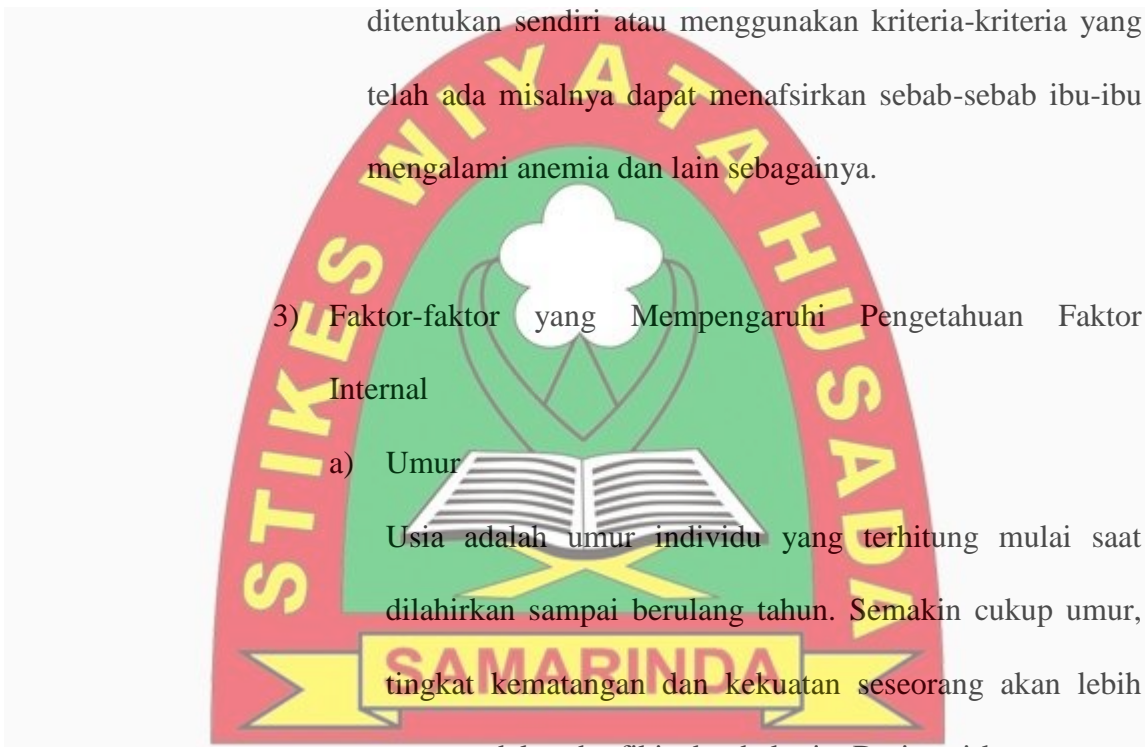 ditentukan sendiri atau menggunakan kriteria-kriteria yang
telah ada misalnya dapat menafsirkan sebab-sebab ibu-ibu
mengalami anemia dan lain sebagainya.
3) Faktor-faktor yang Mempengaruhi Pengetahuan Faktor
Internal
a) Umur
Usia adalah umur individu yang terhitung mulai saat
dilahirkan sampai berulang tahun. Semakin cukup umur,
tingkat kematangan dan kekuatan seseorang akan lebih
STIKES WIYATA HUSADA
SAMARINDA